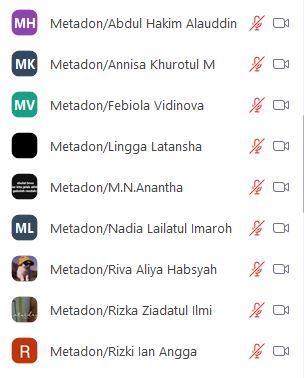 MH Metadon/Abdul Hakim Alauddin
MK Metadon/Annisa Khurotul M
MV Metadon/Febiola Vidinova
Metadon/Lingga Latansha
Metadon/M.N.Anantha
ML Metadon/Nadia Lailatul Imaroh
Metadon/Riva Aliya Habsyah
Metadon/Rizka Ziadatul Ilmi
R Metadon/Rizki Ian Angga